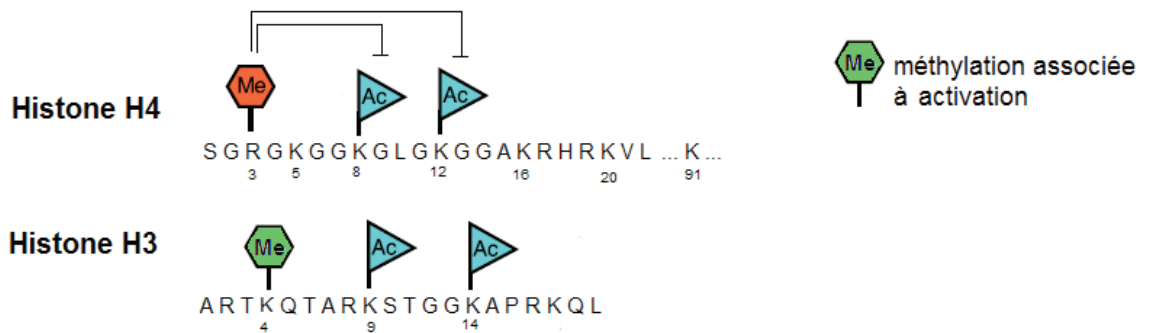 Me
Ac
Ac
Me
méthylation associée
à activation
Histone H4
S G R G K G G K G L G K G G A K R H R K V L ... K ...
3 5 8 12 16 20 91
Histone H3
Me
Ac
Ac
A R T K Q T A R K S T G G K A P R K Q L
4 9 14